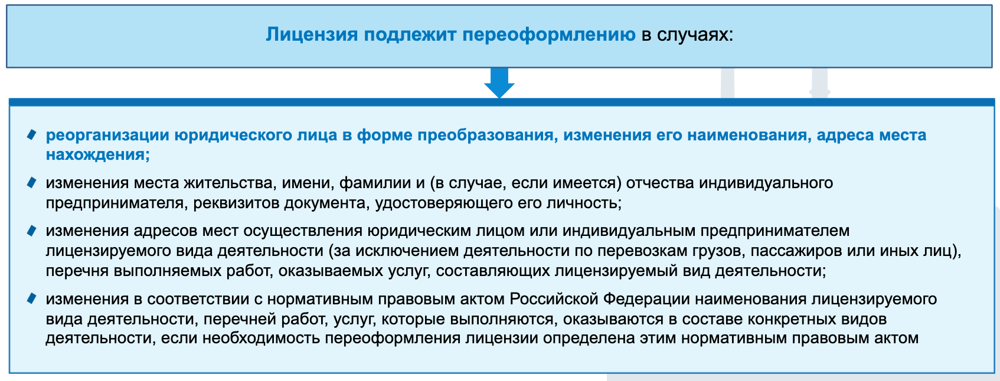 Лицензия подлежит переоформлению в случаях:
реорганизации юридического лица в форме преобразования, изменения его наименования, адреса места
нахождения;
изменения места жительства, имени, фамилии и (в случае, если имеется) отчества индивидуального
предпринимателя, реквизитов документа, удостоверяющего его личность;
изменения адресов мест осуществления юридическим лицом или индивидуальным предпринимателем
лицензируемого вида деятельности (за исключением деятельности по перевозкам грузов, пассажиров или иных лиц),
перечня выполняемых работ, оказываемых услуг, составляющих лицензируемый вид деятельности;
изменения в соответствии с нормативным правовым актом Российской Федерации наименования лицензируемого
вида деятельности, перечней работ, услуг, которые выполняются, оказываются в составе конкретных видов
деятельности, если необходимость переоформления лицензии определена этим нормативным правовым актом